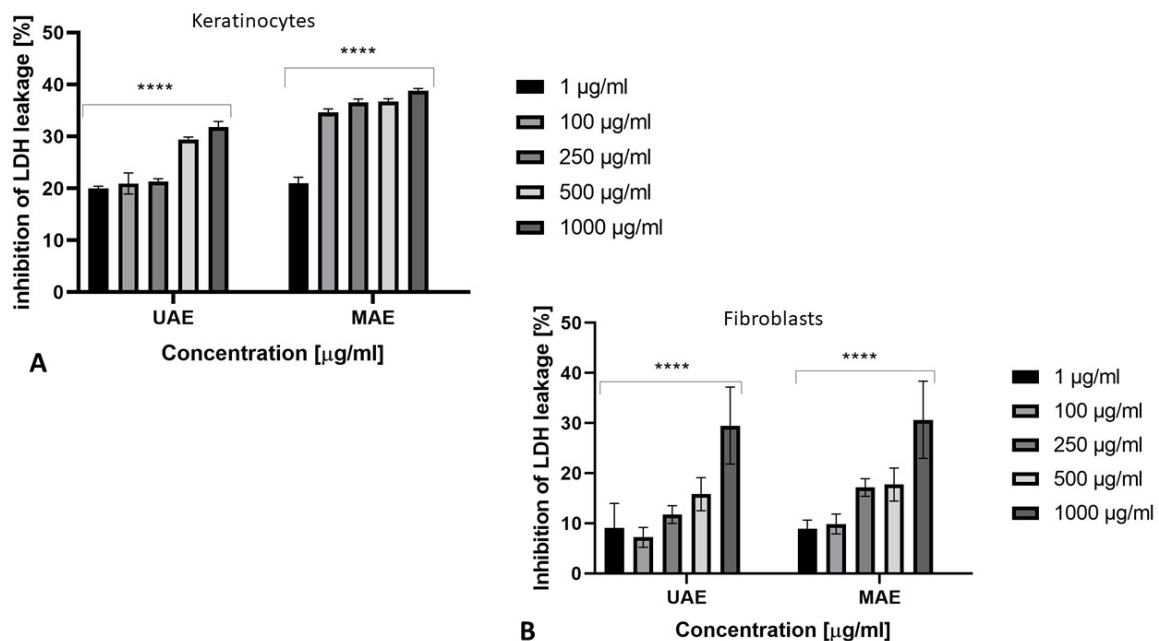 Keratinocytes
inhibition of LDH leakage [%]
50
40
30
20
10
0
****
****
UAE
MAE
Concentration [μg/ml]
A
1 μg/ml
100 μg/ml
250 μg/ml
500 μg/ml
1000 μg/ml
Fibroblasts
Inhibition of LDH leakage [%]
50
40
30
20
10
0
****
****
UAE
MAE
Concentration [μg/ml]
B
1 μg/ml
100 μg/ml
250 μg/ml
500 μg/ml
1000 μg/ml